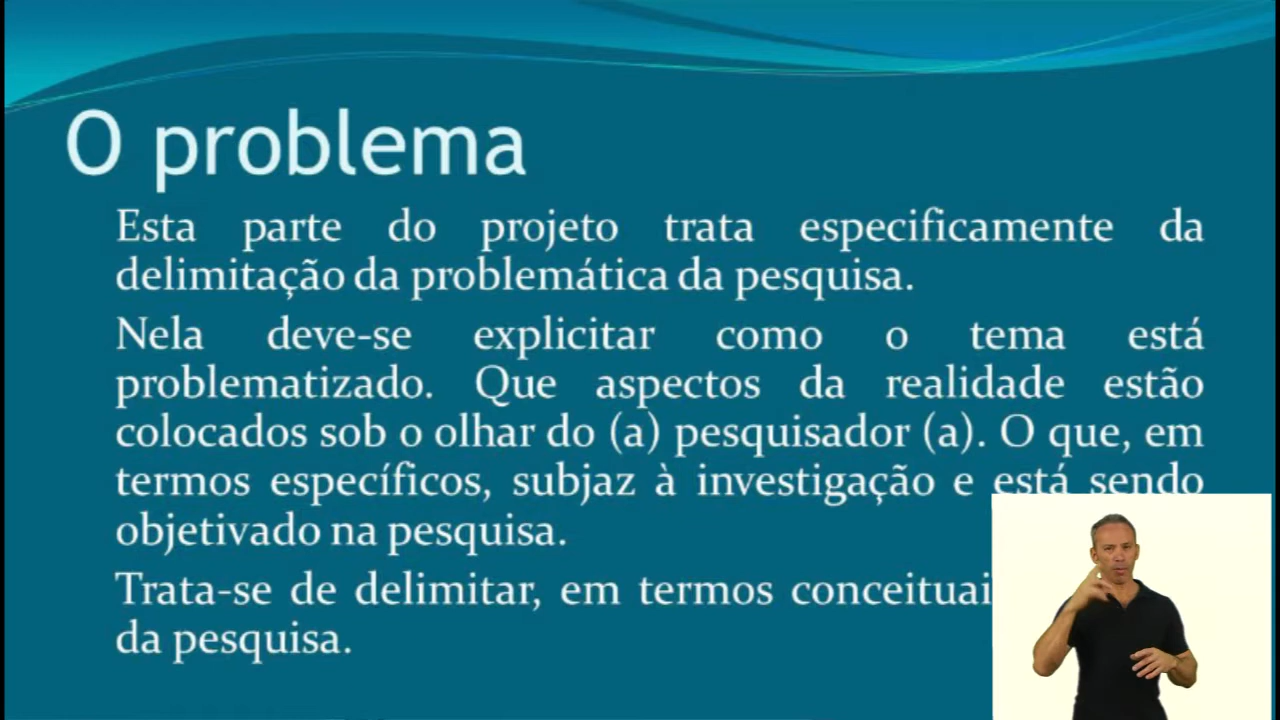 O problema
Esta parte do projeto trata especificamente da
delimitação da problemática da pesquisa.
Nela deve-se explicitar como o tema está
problematizado. Que aspectos da realidade estão
colocados sob o olhar do (a) pesquisador (a). O que, em
termos específicos, subjaz à investigação e está sendo
objetivado na pesquisa.
Trata-se de delimitar, em termos
da pesquisa.